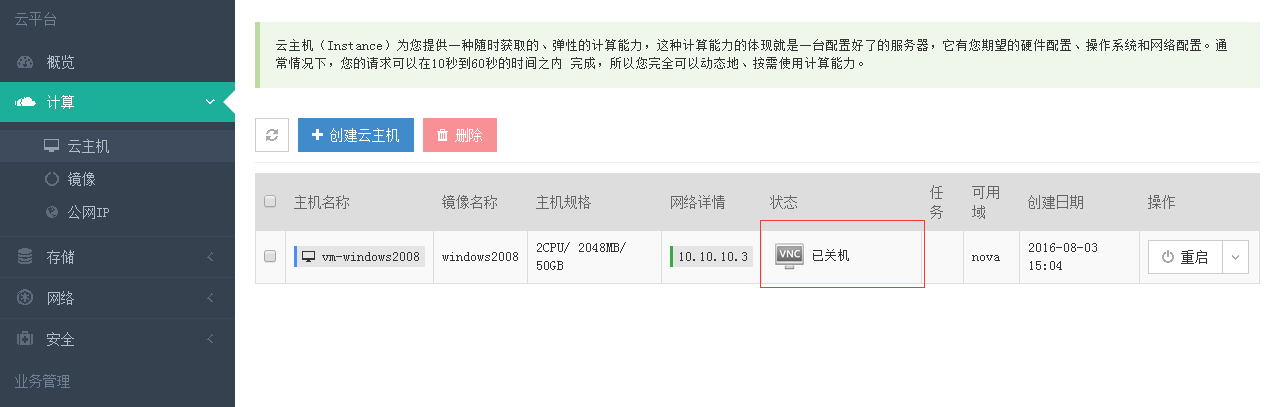 云平台
概览
计算
云主机
镜像
公网IP
存储
网络
安全
业务管理
云主机（Instance）为您提供一种随时获取的、弹性的计算能力，这种计算能力的体现就是一台配置好了的服务器，它有您期望的硬件配置、操作系统和网络配置。通
常情况下，您的请求可以在10秒到60秒的时间之内 完成，所以您完全可以动态地、按需使用计算能力。
创建云主机 删除
主机名称 镜像名称 主机规格 网络详情 状态 任务 可用域 创建日期 操作
vm-windows2008 windows2008 2CPU/ 2048MB/ 50GB 10.10.10.3 VNC 已关机 nova 2016-08-03 15:04 重启